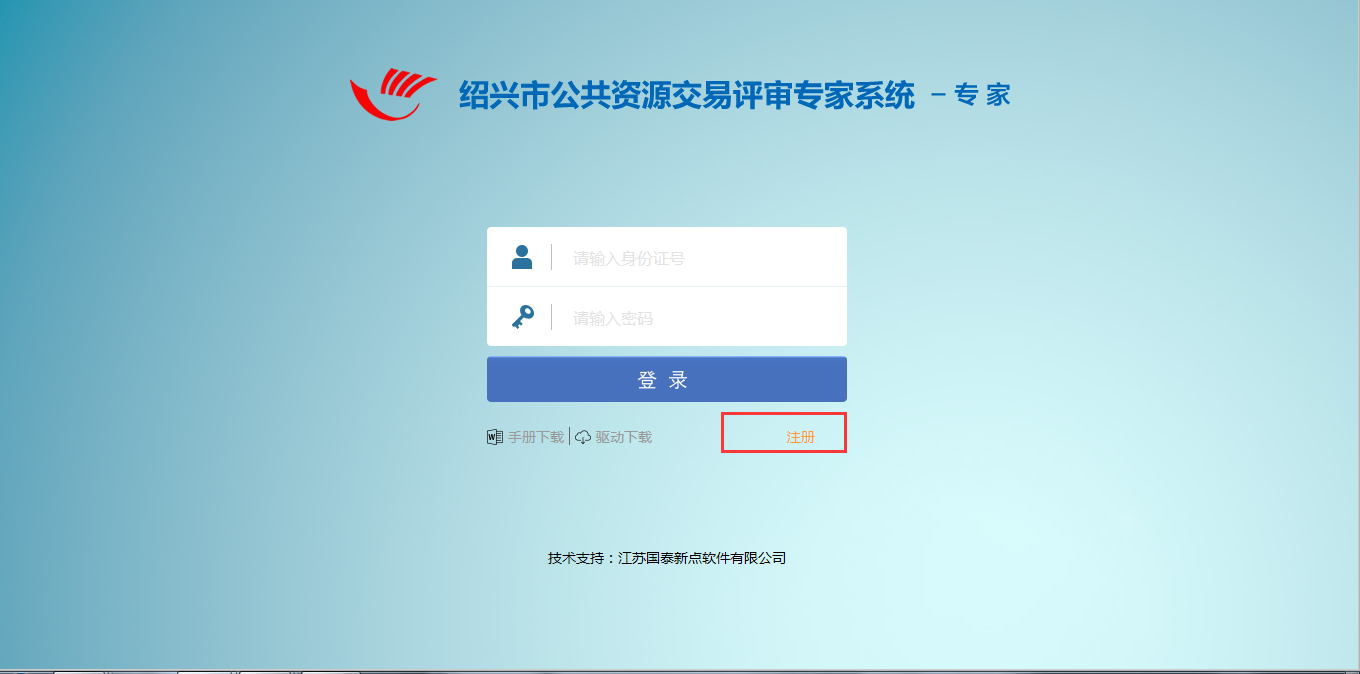 绍兴市公共资源交易评审专家系统 – 专 家
请输入身份证号
请输入密码
登 录
手册下载 驱动下载 注册
技术支持：江苏国泰新点软件有限公司